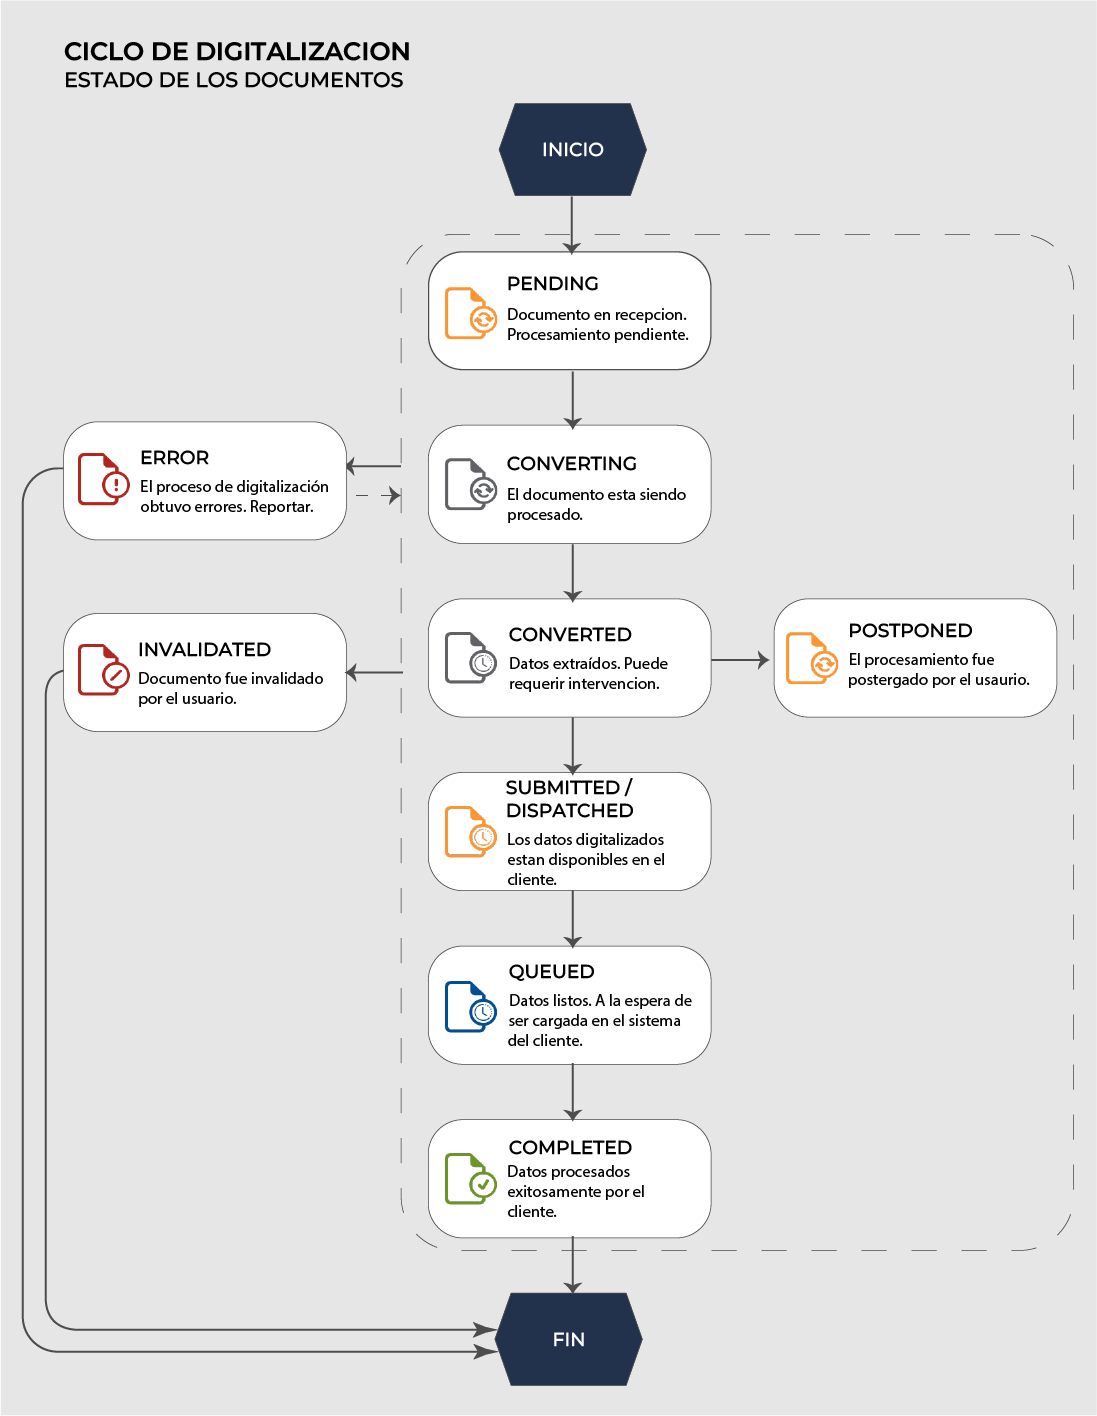 CICLO DE DIGITALIZACION
ESTADO DE LOS DOCUMENTOS
INICIO
PENDING
Documento en recepcion.
Procesamiento pendiente.
ERROR
El proceso de digitalización
obtuvo errores. Reportar.
CONVERTING
El documento esta siendo
procesado.
INVALIDATED
Documento fue invalidado
por el usuario.
CONVERTED
Datos extraídos. Puede
requerir intervencion.
POSTPONED
El procesamiento fue
postergado por el usaurio.
SUBMITTED /
DISPATCHED
Los datos digitalizados
estan disponibles en el
cliente.
QUEUED
Datos listos. A la espera de
ser cargada en el sistema
del cliente.
COMPLETED
Datos procesados
exitosamente por el
cliente.
FIN